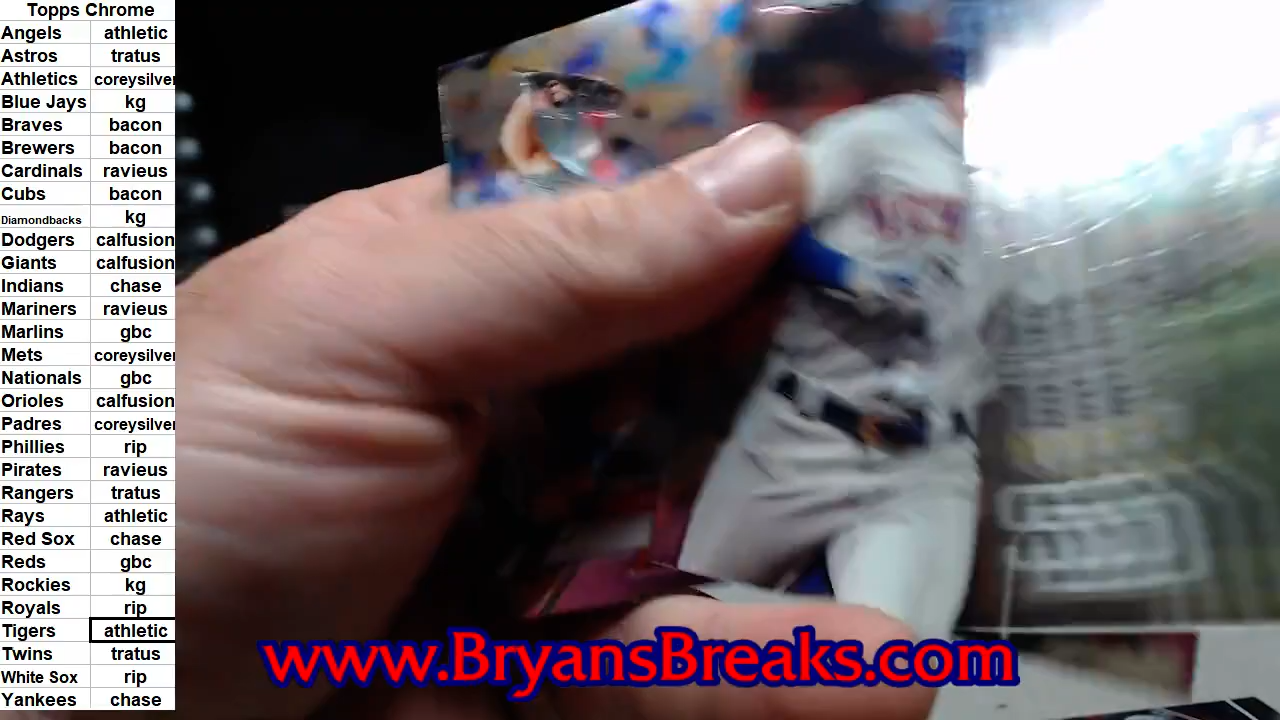 Topps Chrome
Angels athletic
Astros tratus
Athletics coreysilver
Blue Jays kg
Braves bacon
Brewers bacon
Cardinals ravieus
Cubs bacon
Diamondbacks kg
Dodgers calfusion
Giants calfusion
Indians chase
Mariners ravieus
Marlins gbc
Mets coreysilver
Nationals gbc
Orioles calfusion
Padres coreysilver
Phillies rip
Pirates ravieus
Rangers tratus
Rays athletic
Red Sox chase
Reds gbc
Rockies kg
Royals rip
Tigers athletic
Twins tratus
White Sox rip
Yankees chase
www.BryansBreaks.com